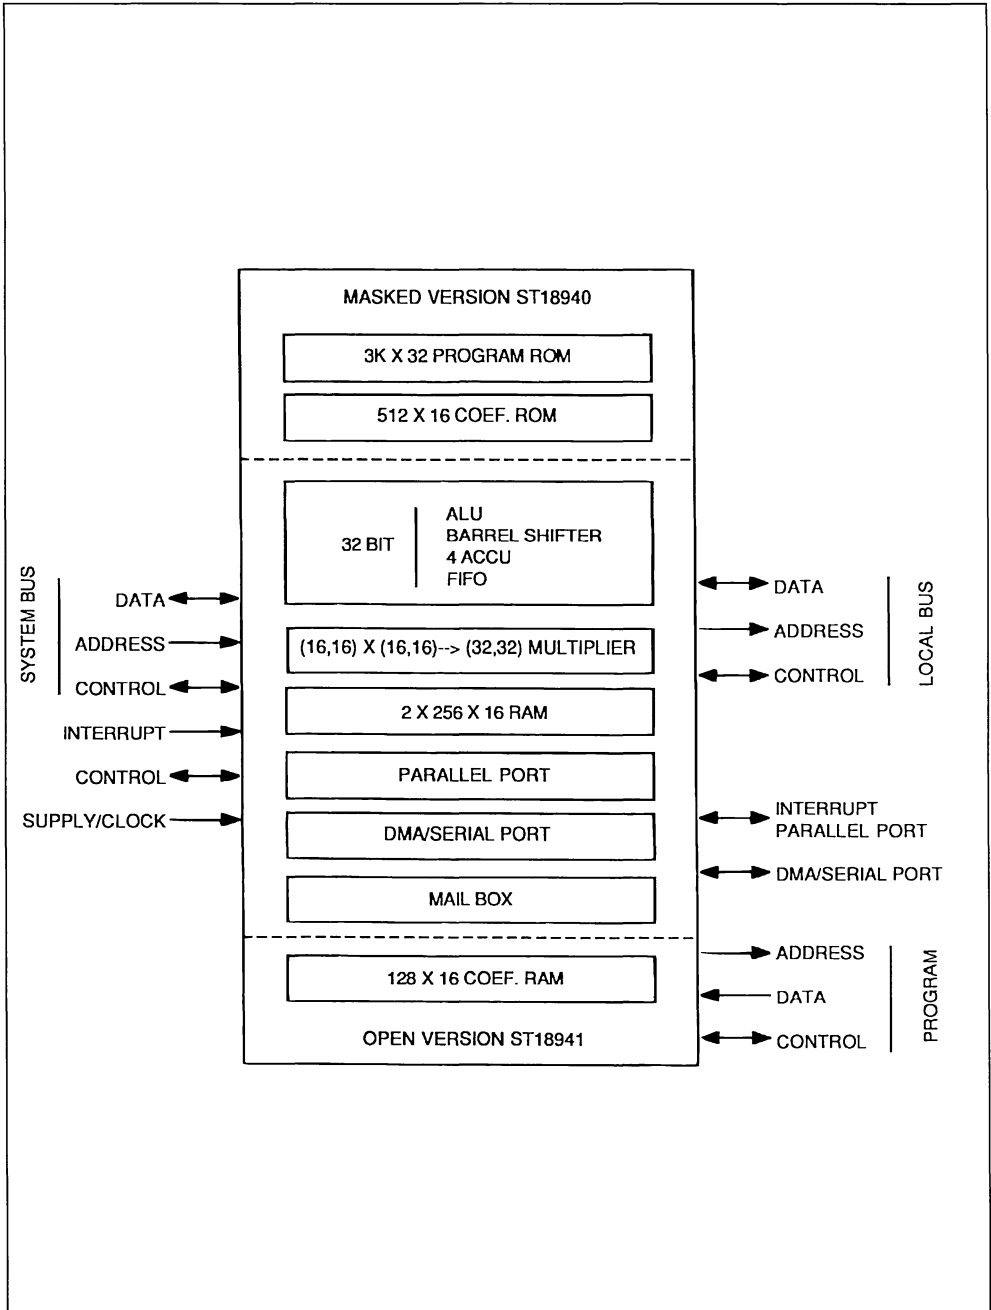 MASKED VERSION ST18940
3K X 32 PROGRAM ROM
512 X 16 COEF. ROM
32 BIT
ALU
BARREL SHIFTER
4 ACCU
FIFO
(16,16) X (16,16)--> (32,32) MULTIPLIER
2 X 256 X 16 RAM
PARALLEL PORT
DMA/SERIAL PORT
MAIL BOX
128 X 16 COEF. RAM
OPEN VERSION ST18941
SYSTEM BUS
DATA
ADDRESS
CONTROL
INTERRUPT
CONTROL
SUPPLY/CLOCK
DATA
ADDRESS
CONTROL
LOCAL BUS
INTERRUPT
PARALLEL PORT
DMA/SERIAL PORT
ADDRESS
DATA
CONTROL
PROGRAM